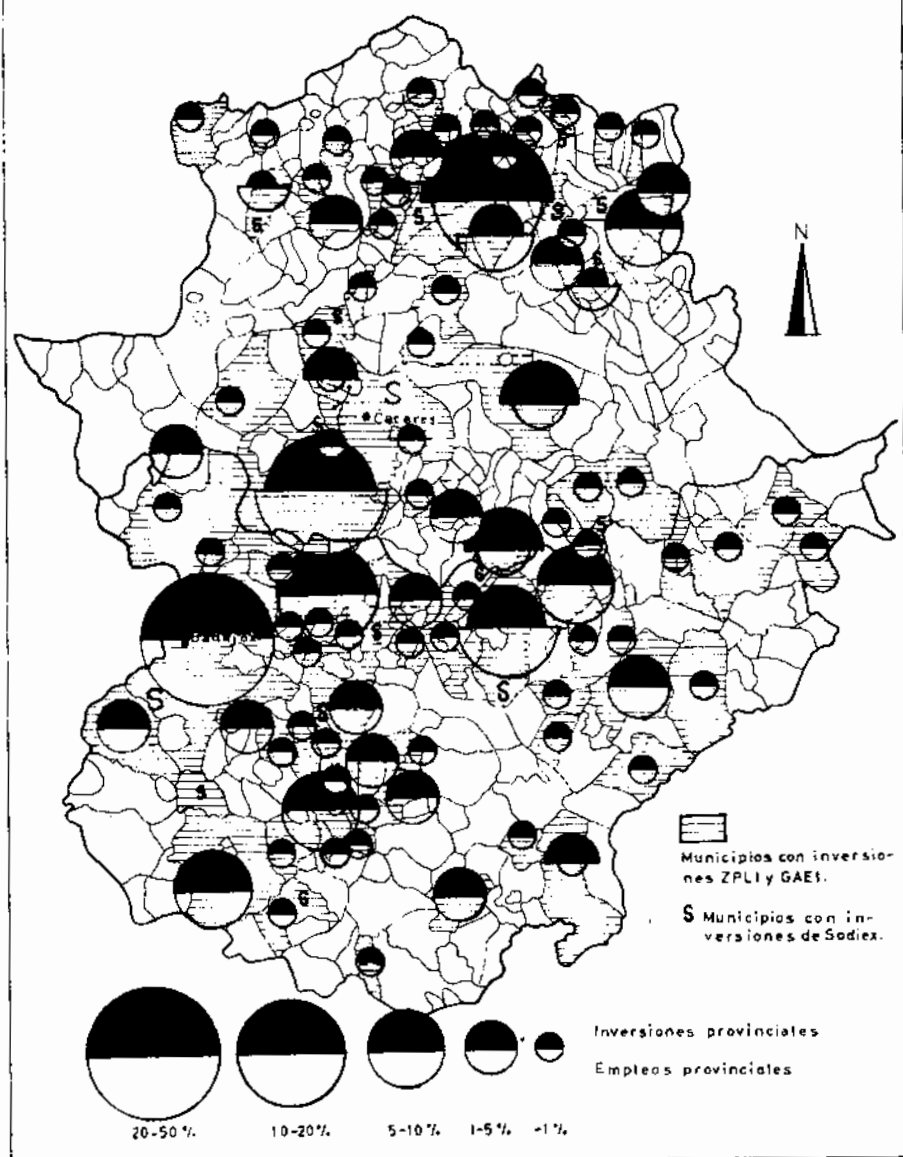 N
S
S
S
S
S
S
S
S
Caceres
S
S
S
Badajoz
S
S
S
S
S
Municipios con inversio-
nes ZPLI y GAEI.
S Municipios con in-
versiones de Sodiex.
Inversiones provinciales
Empleos provinciales
20-50 %
10-20 %
5-10 %
1-5 %
-1 %